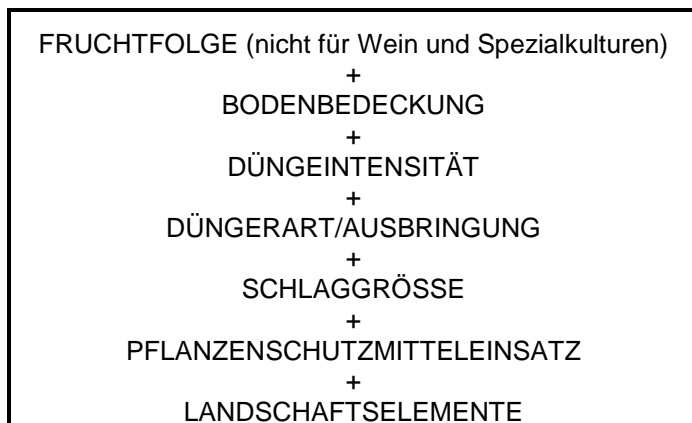 FRUCHTFOLGE (nicht für Wein und Spezialkulturen)
+
BODENBEDECKUNG
+
DÜNGEINTENSITÄT
+
DÜNGERART/AUSBRINGUNG
+
SCHLAGGRÖSSE
+
PFLANZENSCHUTZMITTELEINSATZ
+
LANDSCHAFTSELEMENTE